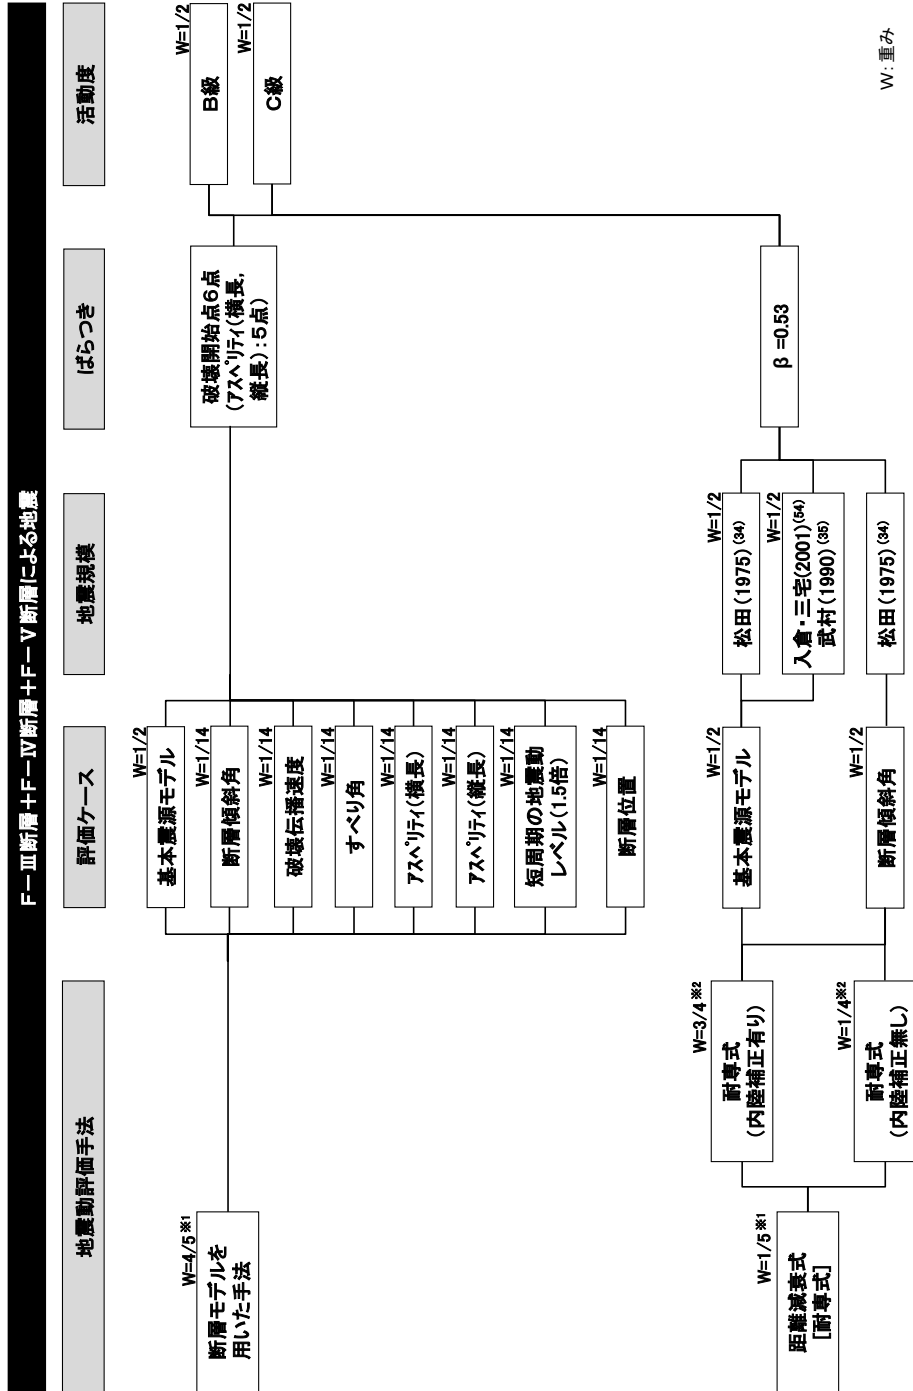 F－Ⅲ断層＋F－Ⅳ断層＋F－Ⅴ断層による地震
地震動評価手法
評価ケース
地震規模
ばらつき
活動度
W=4/5※1
断層モデルを
用いた手法
W=1/2
基本震源モデル
W=1/14
断層傾斜角
W=1/14
破壊伝播速度
W=1/14
すべり角
W=1/14
アスペリティ(横長)
W=1/14
アスペリティ(縦長)
W=1/14
短周期の地震動
レベル(1.5倍)
W=1/14
断層位置
破壊開始点6点
(アスペリティ(横長,
縦長):5点)
W=1/2
B級
W=1/2
C級
W=1/5※1
距離減衰式
[耐専式]
W=3/4※2
耐専式
(内陸補正有り)
W=1/4※2
耐専式
(内陸補正無し)
W=1/2
基本震源モデル
W=1/2
断層傾斜角
W=1/2
松田(1975)(34)
W=1/2
入倉・三宅(2001)(54)
武村(1990)(35)
松田(1975)(34)
β=0.53
W:重み